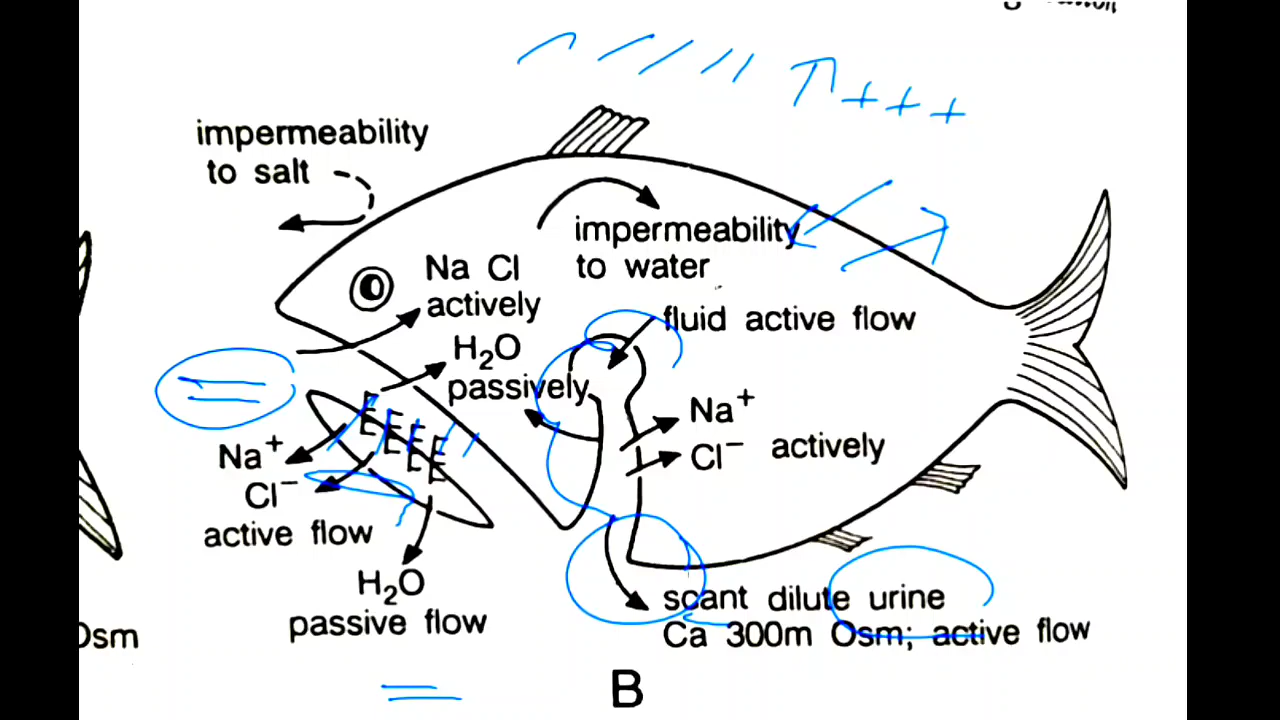 impermeability
to salt
impermeability
to water
Na Cl
actively
fluid active flow
H₂O
passively
Na⁺
Cl⁻ actively
Na⁺
Cl⁻
active flow
H₂O
passive flow
scant dilute urine
Ca 300m Osm; active flow
Osm
B
E
E
E
E
+ + +